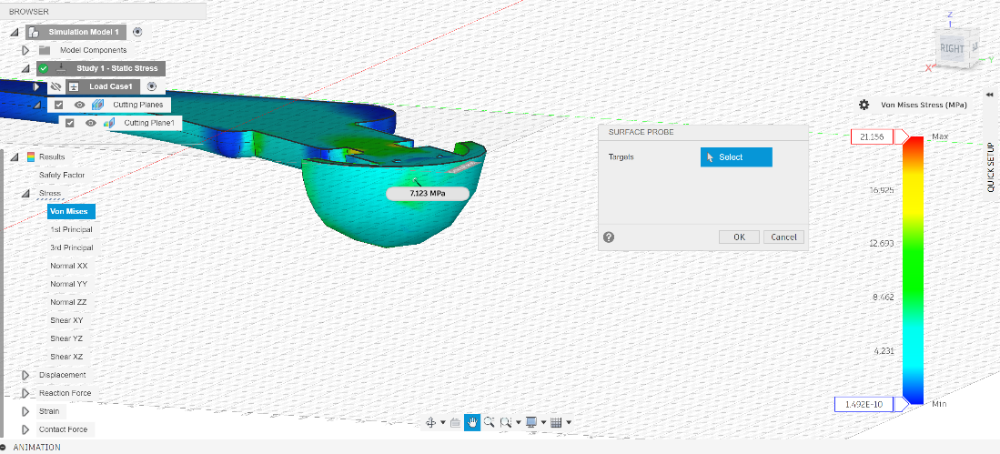 BROWSER
Simulation Model 1
Model Components
Study 1 - Static Stress
Load Case1
Cutting Planes
Cutting Plane1
Results
Safety Factor
Stress
Von Mises
1st Principal
3rd Principal
Normal XX
Normal YY
Normal ZZ
Shear XY
Shear YZ
Shear XZ
Displacement
Reaction Force
Strain
Contact Force
ANIMATION
7.123 MPa
SURFACE PROBE
Targets
Select
OK
Cancel
Z
RIGHT
X
Y
Von Mises Stress (MPa)
21.156
Max
16.925
12.693
8.462
4.231
1.492E-10
Min
QUICK SETUP